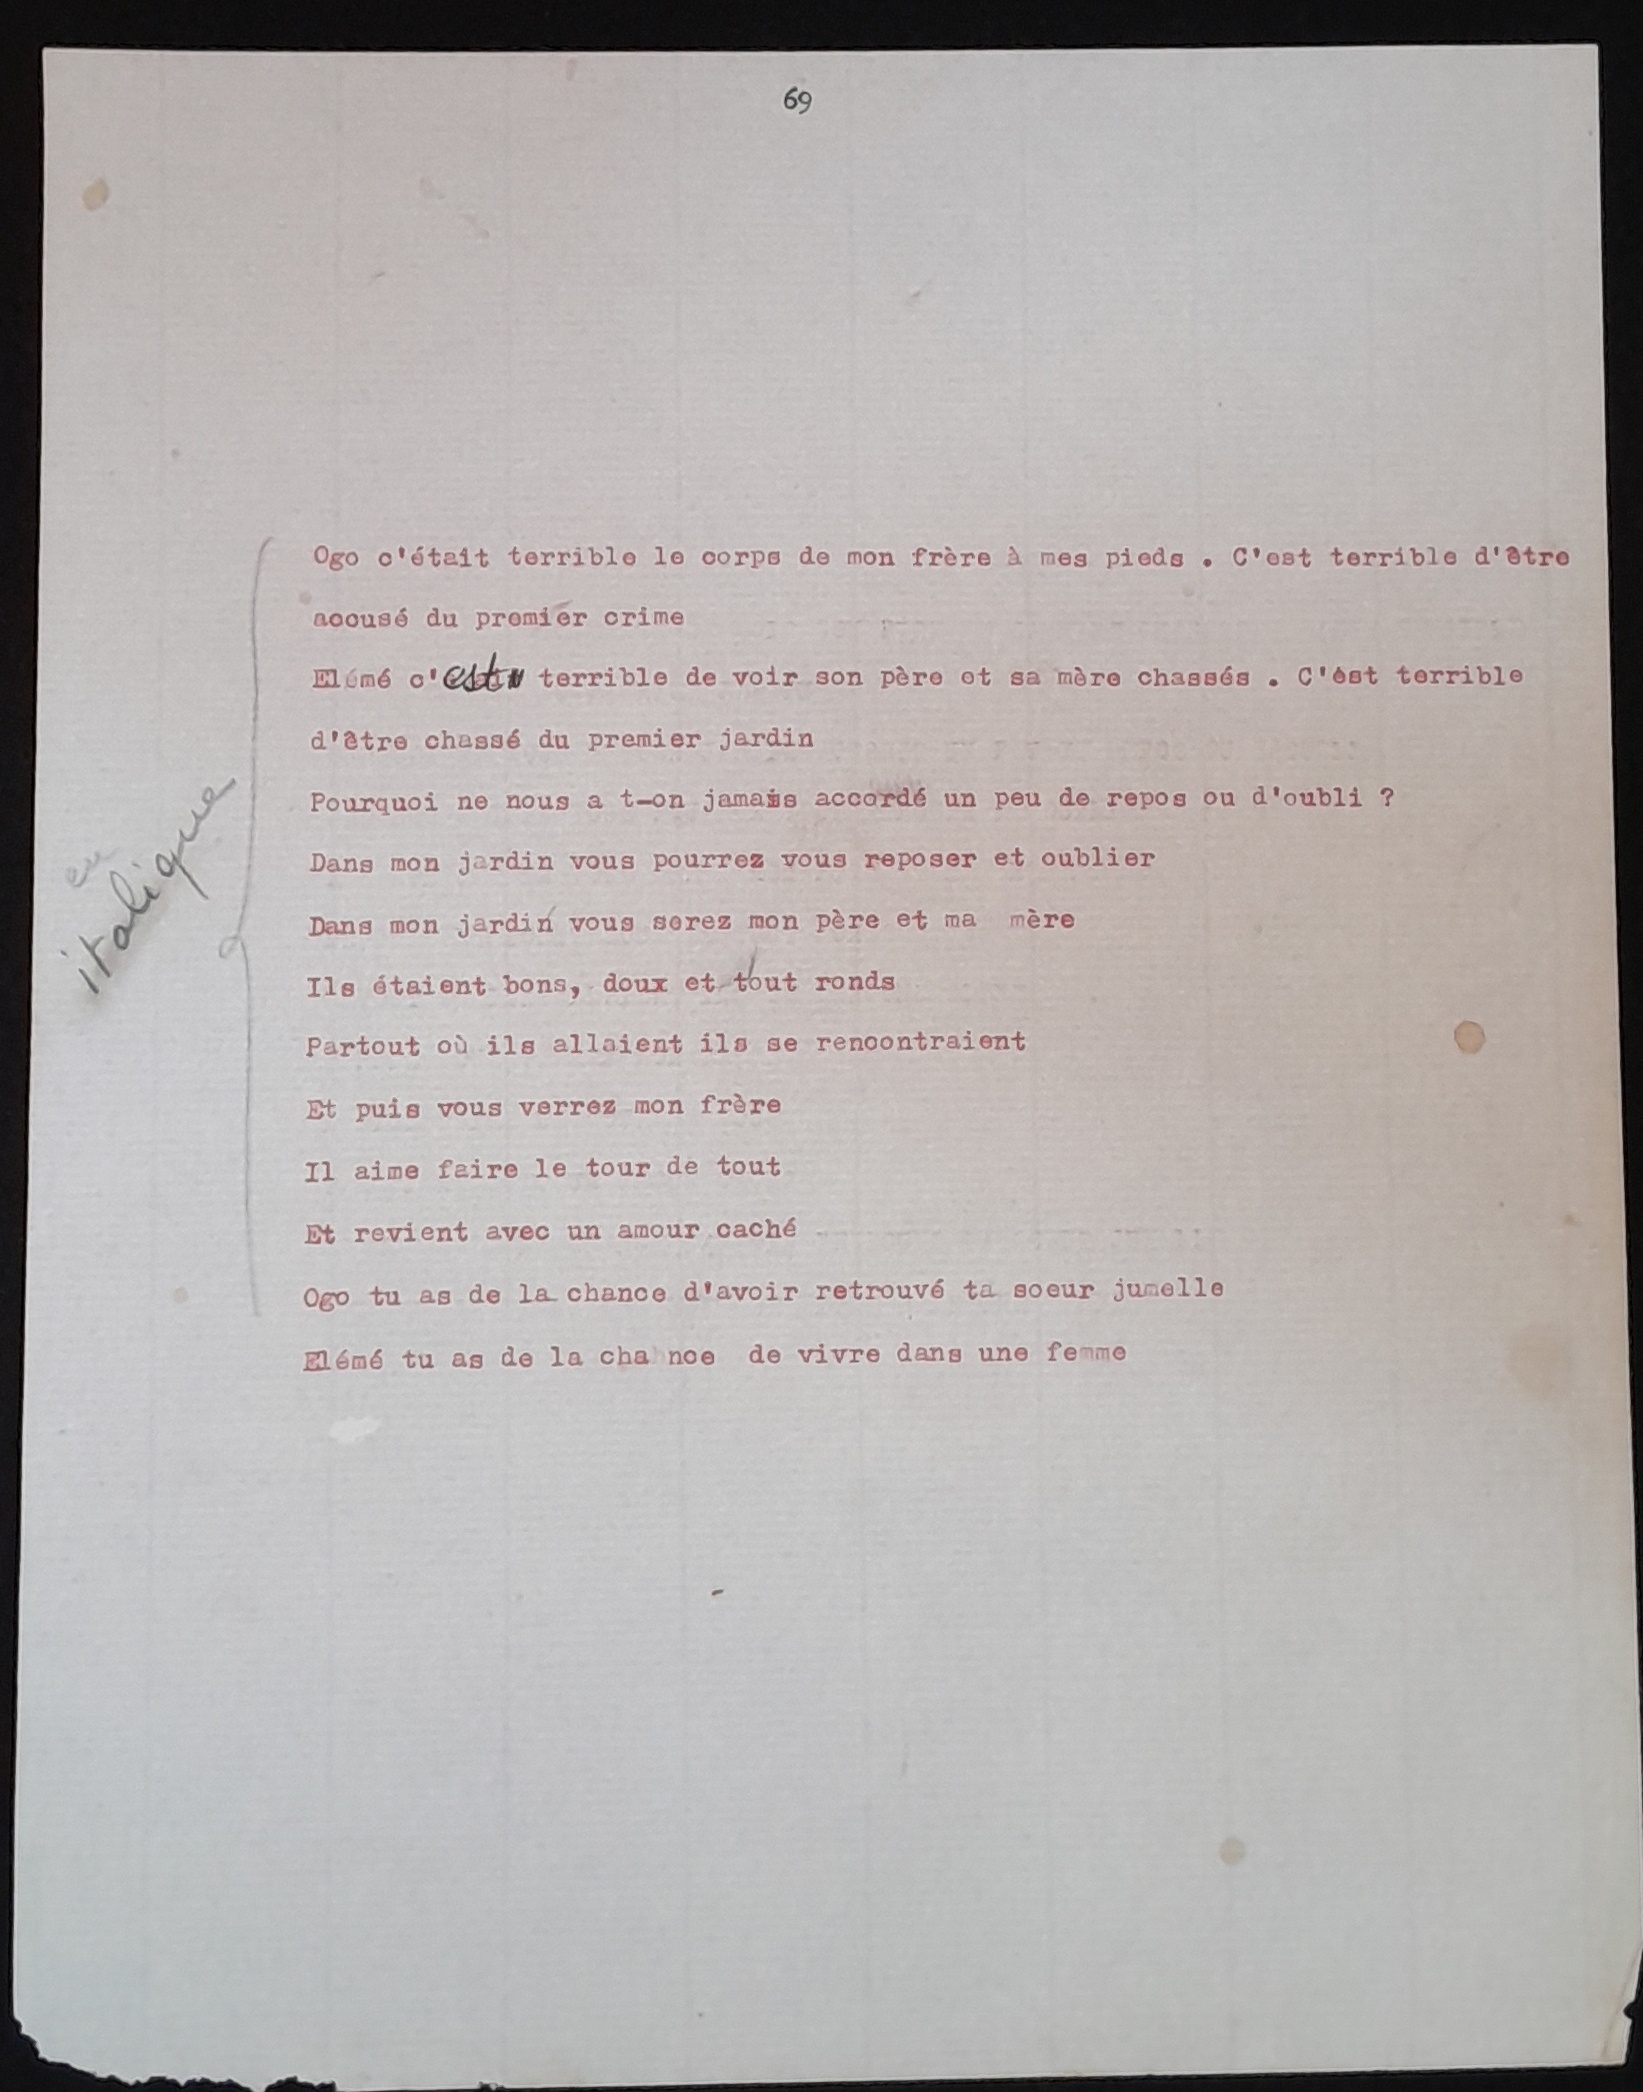 69
Ogo c'était terrible le corps de mon frère à mes pieds . C'est terrible d'être
accusé du premier crime
Elémé c'est terrible de voir son père et sa mère chassés . C'est terrible
d'être chassé du premier jardin
Pourquoi ne nous a t-on jamais accordé un peu de repos ou d'oubli ?
Dans mon jardin vous pourrez vous reposer et oublier
Dans mon jardin vous serez mon père et ma mère
Ils étaient bons, doux et tout ronds
Partout où ils allaient ils se rencontraient
Et puis vous verrez mon frère
Il aime faire le tour de tout
Et revient avec un amour caché
Ogo tu as de la chance d'avoir retrouvé ta soeur jumelle
Elémé tu as de la cha nce de vivre dans une femme
en
italique